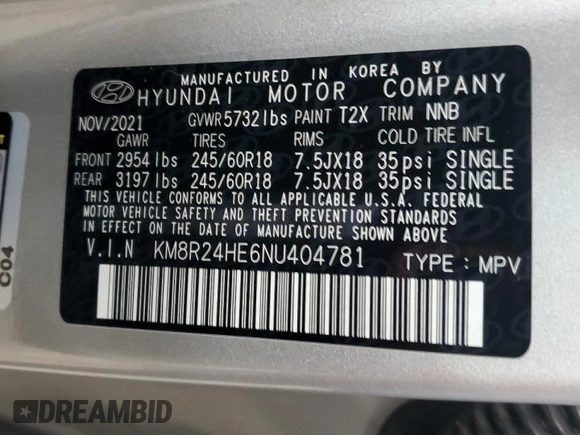 MANUFACTURED IN KOREA BY
HYUNDAI MOTOR COMPANY
NOV/2021 GVWR 5732 lbs PAINT T2X TRIM NNB
GAWR TIRES RIMS COLD TIRE INFL
FRONT 2954 lbs 245/60R18 7.5JX18 35psi SINGLE
REAR 3197 lbs 245/60R18 7.5JX18 35psi SINGLE
THIS VEHICLE CONFORMS TO ALL APPLICABLE U.S.A. FEDERAL
MOTOR VEHICLE SAFETY AND THEFT PREVENTION STANDARDS
IN EFFECT ON THE DATE OF MANUFACTURE SHOWN ABOVE.
V.I.N KM8R24HE6NU404781 TYPE : MPV
C04
DREAMBID